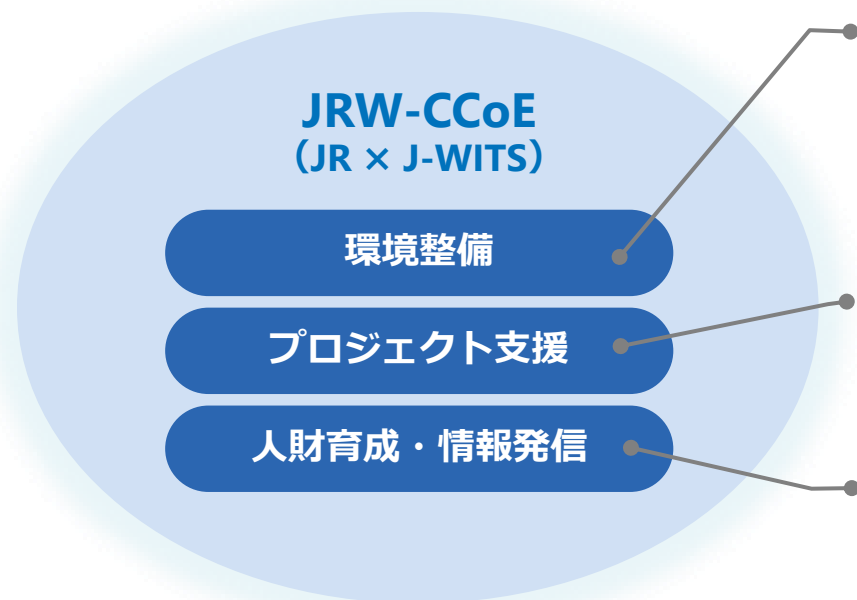 JRW-CCoE
（JR × J-WITS）
環境整備
プロジェクト支援
人財育成・情報発信